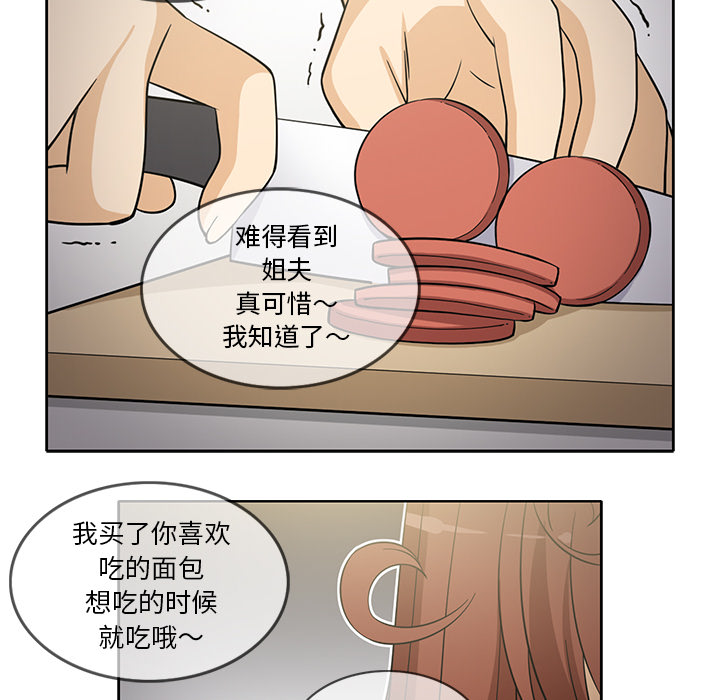 难得看到
姐夫
真可惜～
我知道了～
我买了你喜欢
吃的面包
想吃的时候
就吃哦～